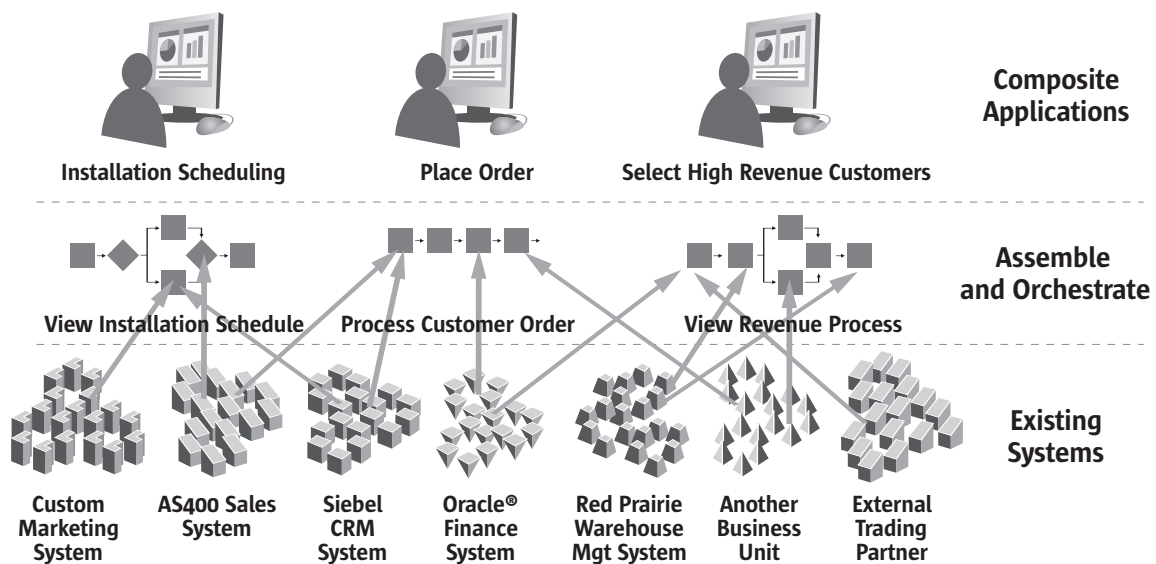 Composite
Applications
Installation Scheduling
Place Order
Select High Revenue Customers
Assemble
and Orchestrate
View Installation Schedule
Process Customer Order
View Revenue Process
Existing
Systems
Custom
Marketing
System
AS400 Sales
System
Siebel
CRM
System
Oracle®
Finance
System
Red Prairie
Warehouse
Mgt System
Another
Business
Unit
External
Trading
Partner